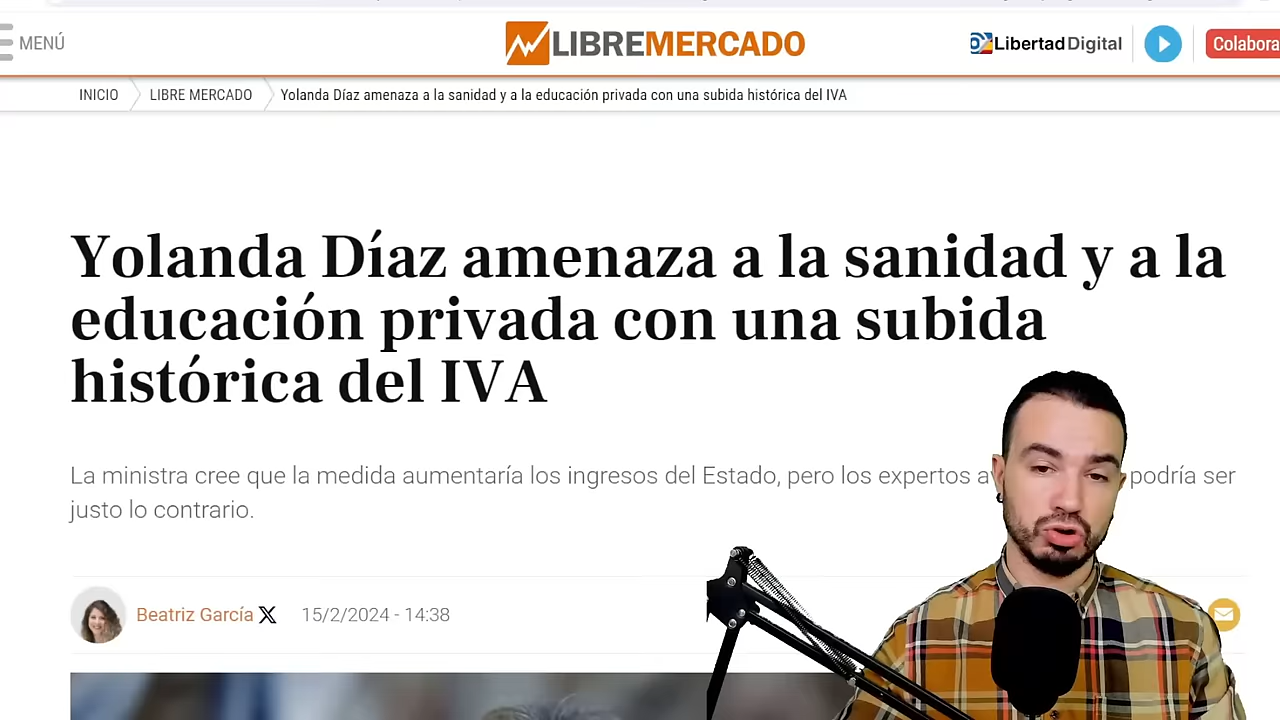 MENÚ
LIBREMERCADO
LibertadDigital
Colabora
INICIO
LIBRE MERCADO
Yolanda Díaz amenaza a la sanidad y a la educación privada con una subida histórica del IVA
Yolanda Díaz amenaza a la sanidad y a la
educación privada con una subida
histórica del IVA
La ministra cree que la medida aumentaría los ingresos del Estado, pero los expertos podría ser
justo lo contrario.
Beatriz García
15/2/2024 - 14:38